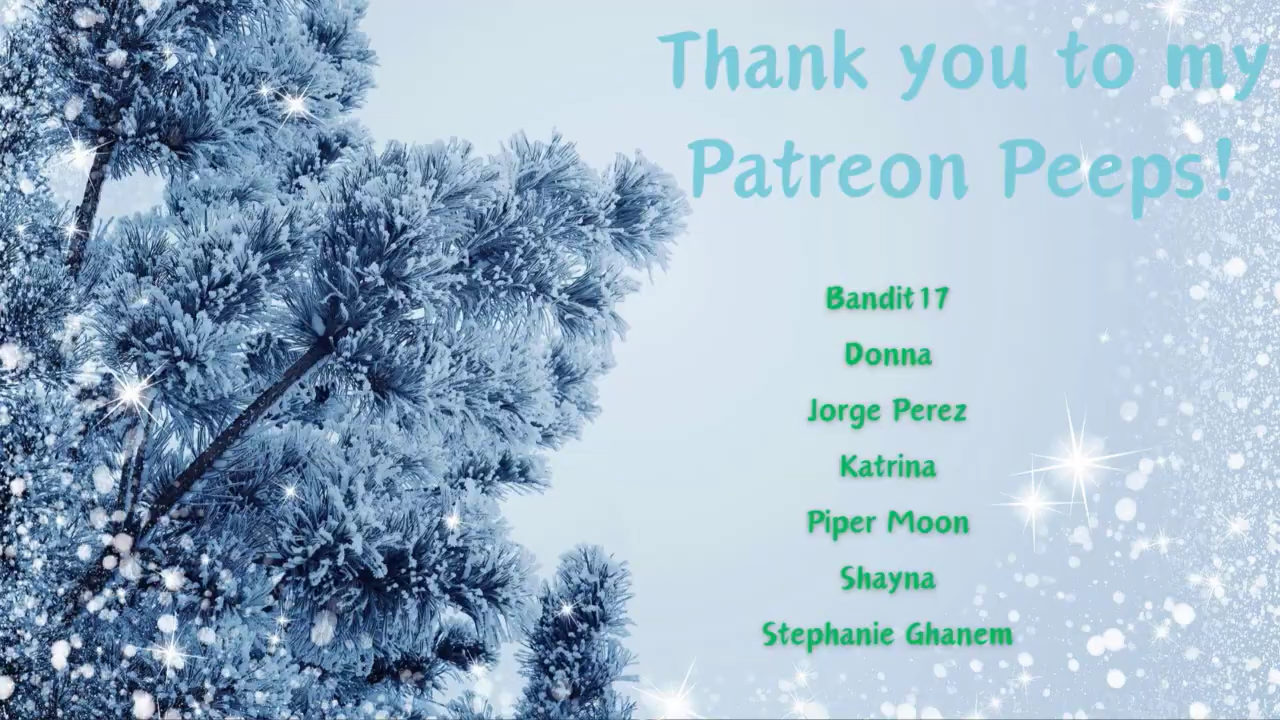 Thank you to my
Patreon Peeps!
Bandit17
Donna
Jorge Perez
Katrina
Piper Moon
Shayna
Stephanie Ghanem